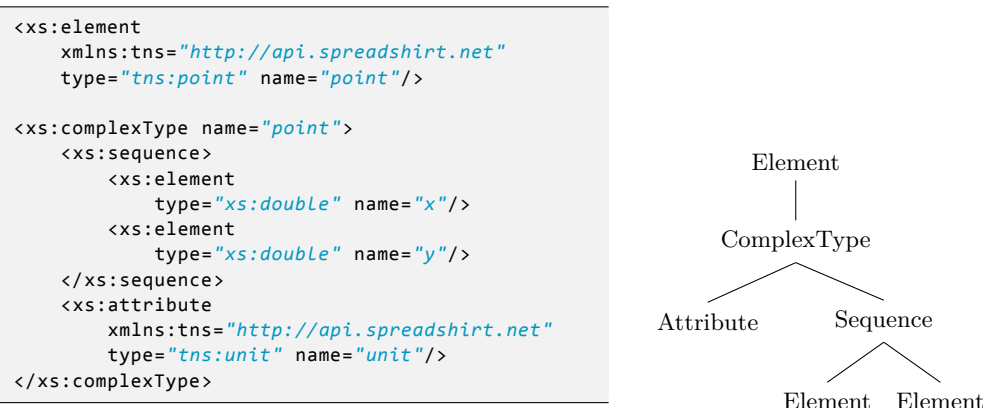 <xs:element
    xmlns:tns="http://api.spreadshirt.net"
    type="tns:point" name="point"/>

<xs:complexType name="point">
    <xs:sequence>
        <xs:element
            type="xs:double" name="x"/>
        <xs:element
            type="xs:double" name="y"/>
    </xs:sequence>
    <xs:attribute
        xmlns:tns="http://api.spreadshirt.net"
        type="tns:unit" name="unit"/>
</xs:complexType>
Element
ComplexType
Attribute Sequence
Element Element